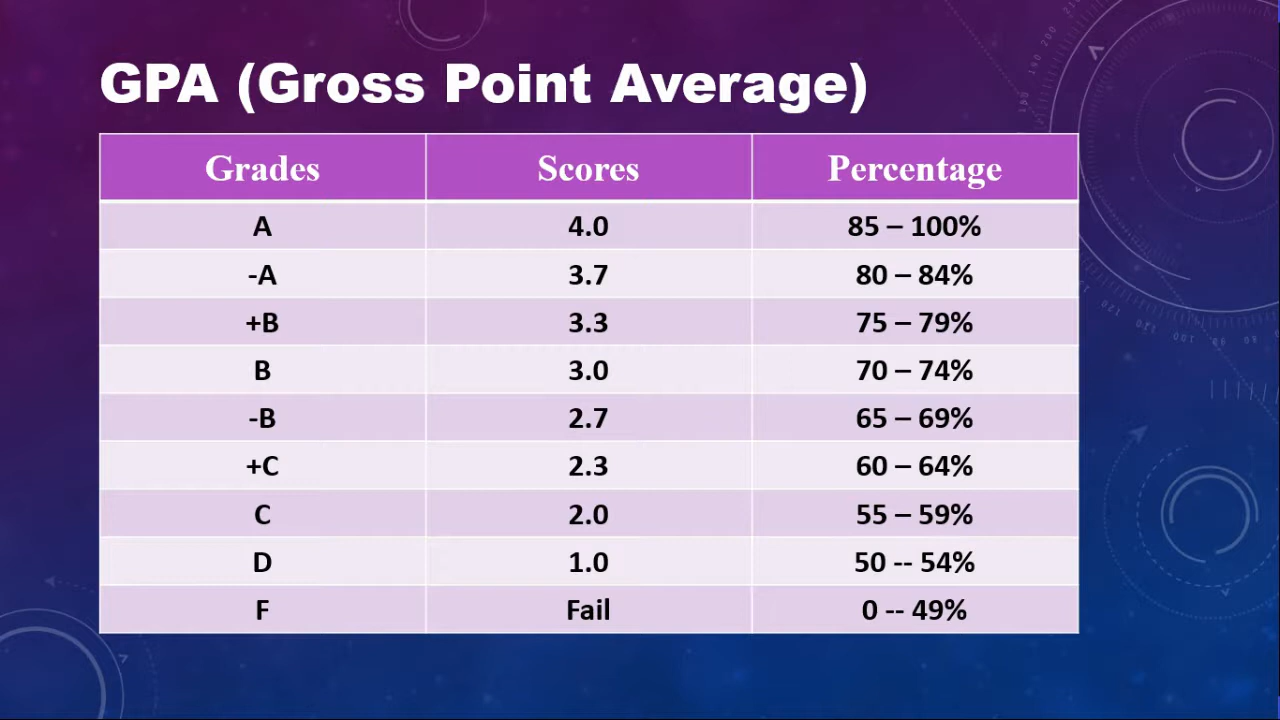 GPA (Gross Point Average)
Grades Scores Percentage
A 4.0 85 – 100%
-A 3.7 80 – 84%
+B 3.3 75 – 79%
B 3.0 70 – 74%
-B 2.7 65 – 69%
+C 2.3 60 – 64%
C 2.0 55 – 59%
D 1.0 50 -- 54%
F Fail 0 -- 49%